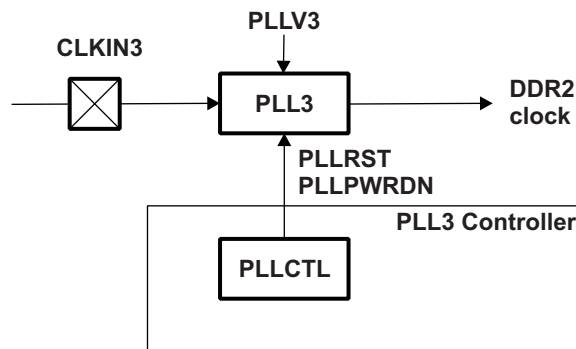 PLLV3
CLKIN3
PLL3
DDR2
clock
PLLRST
PLLPWRDN
PLL3 Controller
PLLCTL